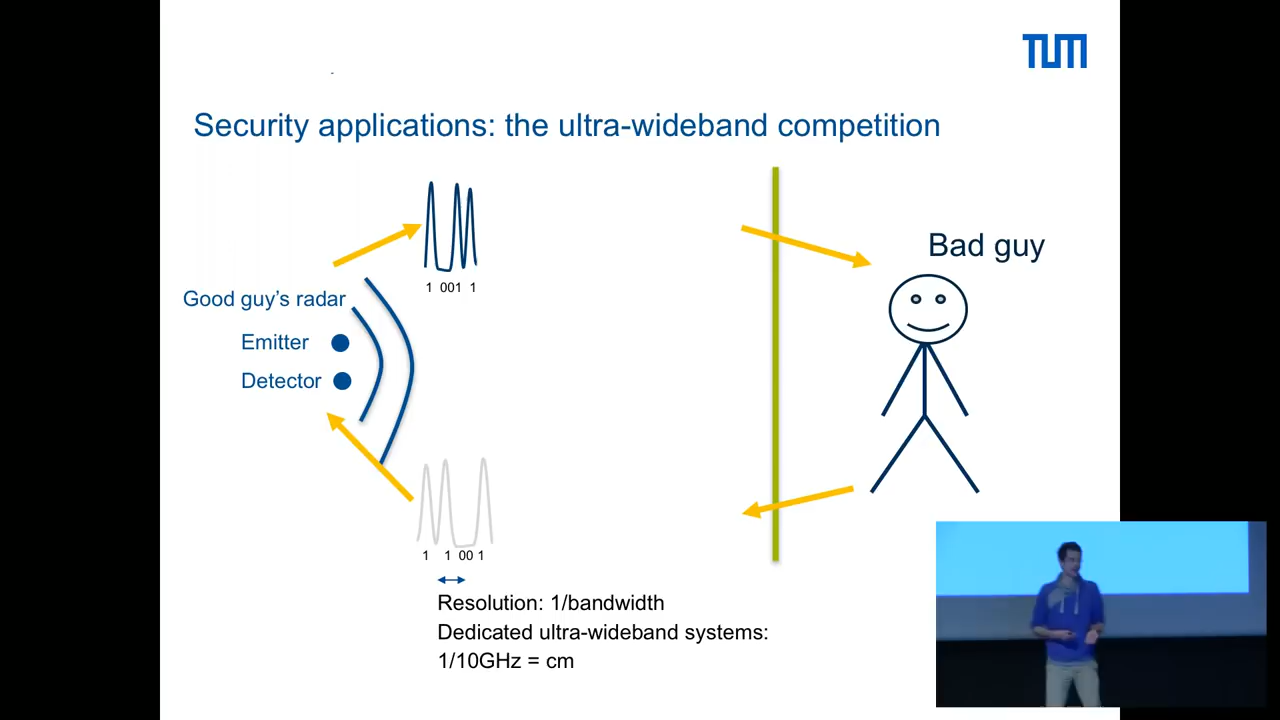 TUM
Security applications: the ultra-wideband competition
1 001 1
Bad guy
Good guy's radar
Emitter
Detector
1 1 00 1
Resolution: 1/bandwidth
Dedicated ultra-wideband systems:
1/10GHz = cm